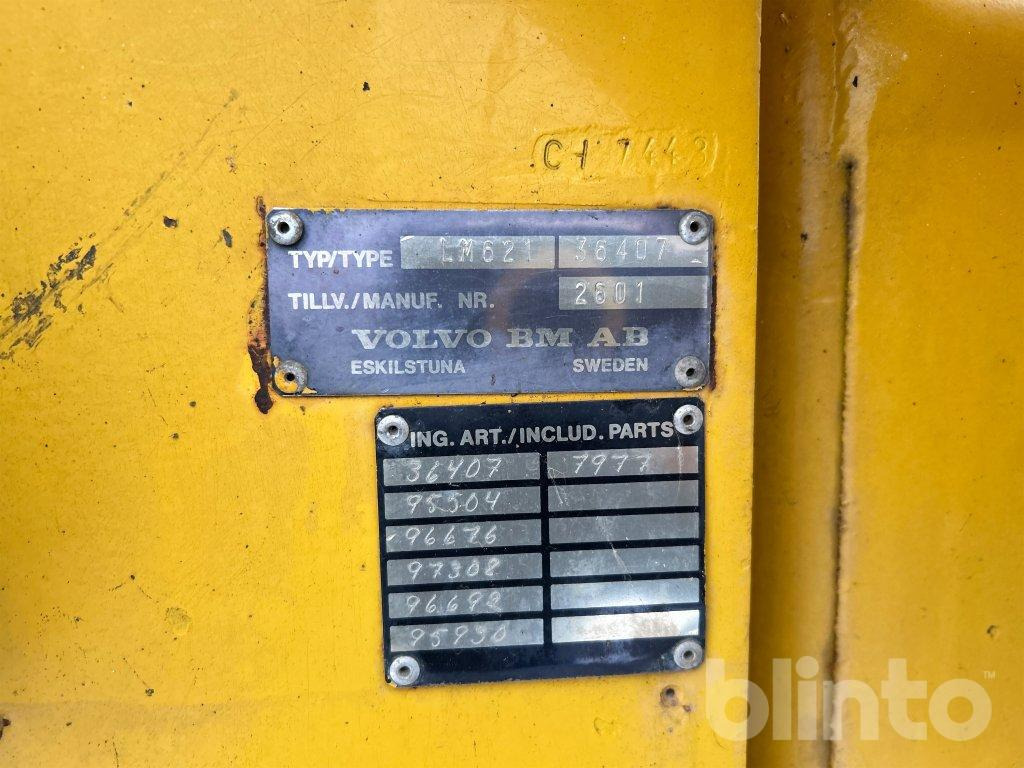 CH 7443
TYP/TYPE LM621 36407
TILLV./MANUF. NR. 2601
VOLVO BM AB
ESKILSTUNA SWEDEN
ING. ART./INCLUD. PARTS
36407 7977
95504
96676
97308
96692
95930
blinto™